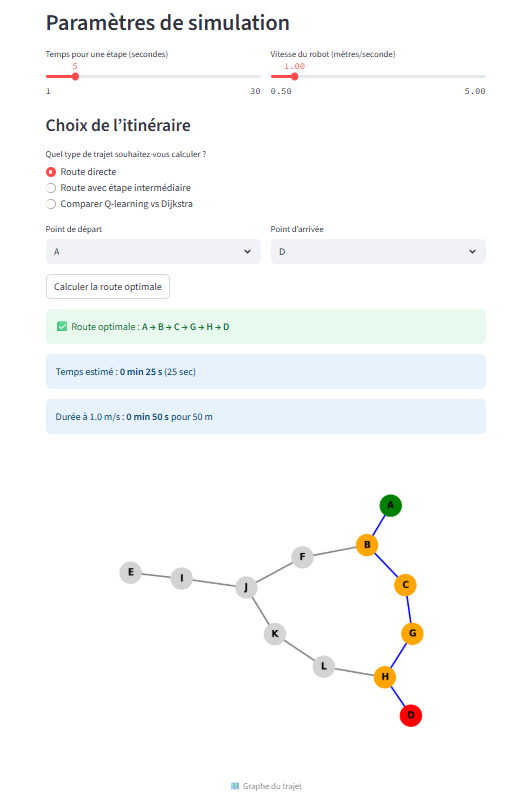 Paramètres de simulation
Temps pour une étape (secondes)
Vitesse du robot (mètres/seconde)
5
1.00
1
30
0.50
5.00
Choix de l'itinéraire
Quel type de trajet souhaitez-vous calculer ?
Route directe
Route avec étape intermédiaire
Comparer Q-learning vs Dijkstra
Point de départ
Point d'arrivée
A
D
Calculer la route optimale
✅ Route optimale : A → B → C → G → H → D
Temps estimé : 0 min 25 s (25 sec)
Durée à 1.0 m/s : 0 min 50 s pour 50 m
A
B
F
E
I
J
C
K
G
L
H
D
Graphe du trajet